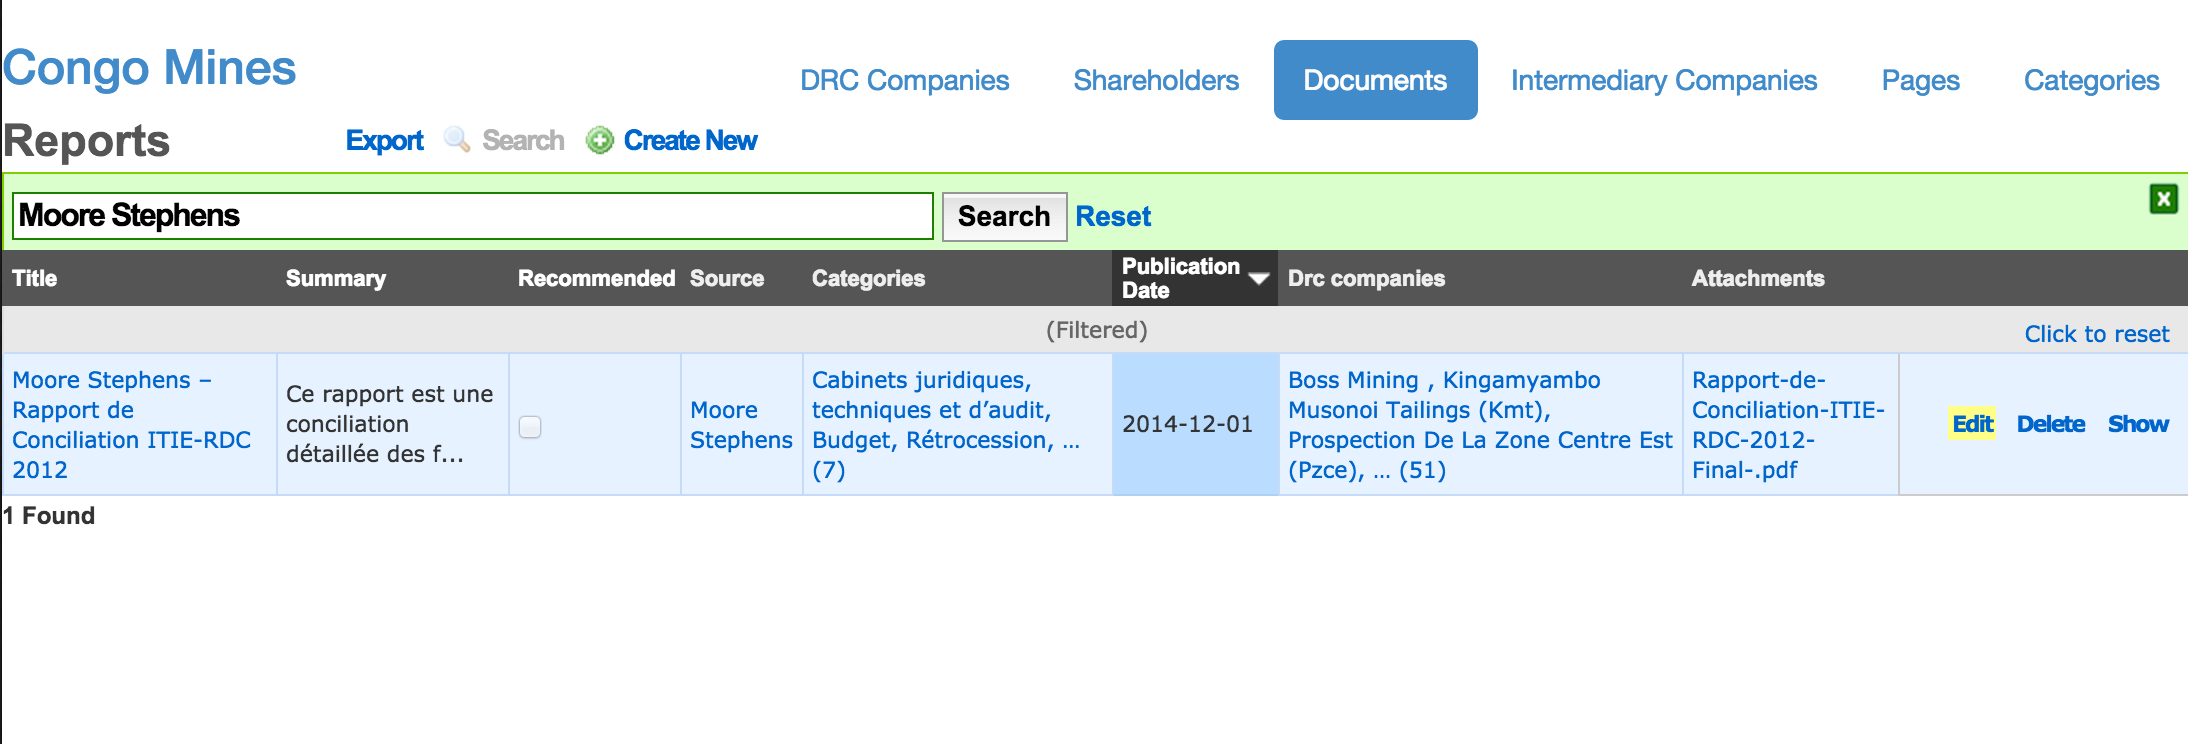 Congo Mines
DRC Companies Shareholders Documents Intermediary Companies Pages Categories
Reports Export Search Create New
Moore Stephens Search Reset x
Title Summary Recommended Source Categories Publication Date Drc companies Attachments
(Filtered) Click to reset
Moore Stephens –
Rapport de
Conciliation ITIE-RDC
2012
Ce rapport est une
conciliation
détaillée des f...
Moore
Stephens
Cabinets juridiques,
techniques et d’audit,
Budget, Rétrocession, …
(7)
2014-12-01
Boss Mining , Kingamyambo
Musonoi Tailings (Kmt),
Prospection De La Zone Centre Est
(Pzce), … (51)
Rapport-de-
Conciliation-ITIE-
RDC-2012-
Final-.pdf
Edit Delete Show
1 Found